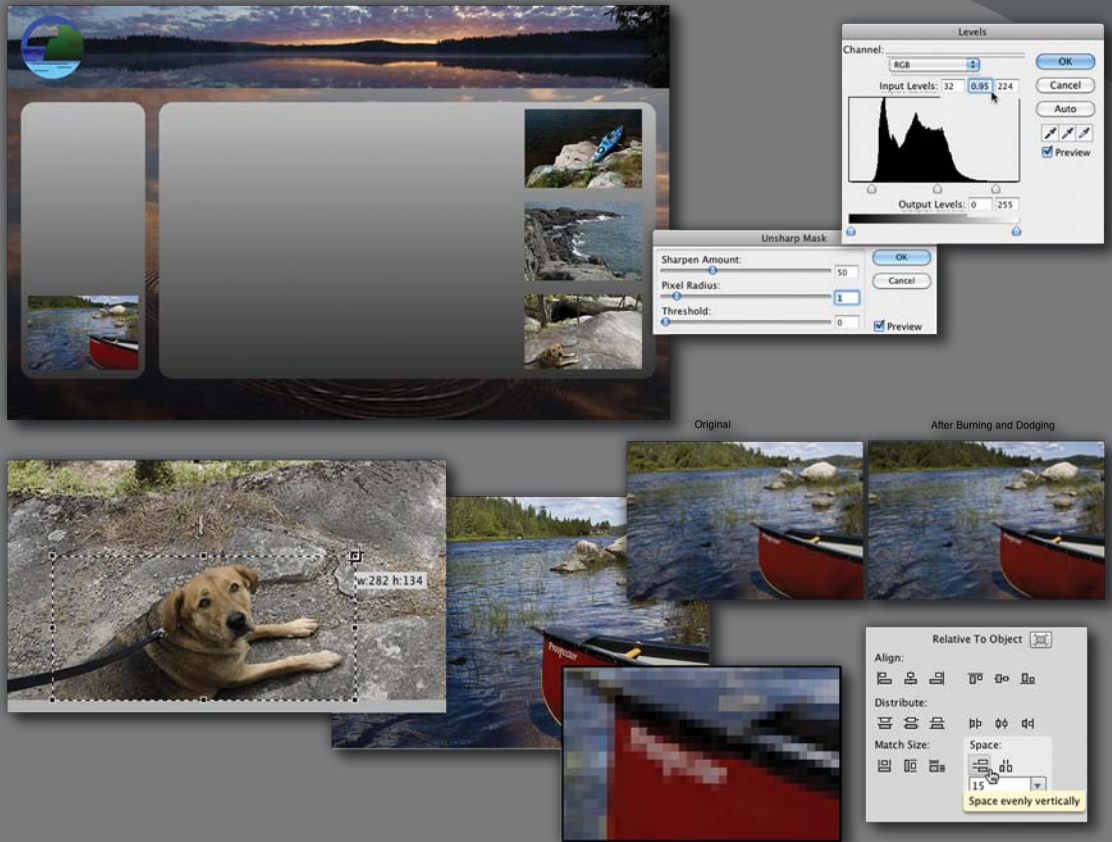 Levels
Channel:
RGB
OK
Input Levels: 32 0.95 224
Cancel
Auto
Preview
Output Levels: 0 255
Unsharp Mask
Sharpen Amount:
50
OK
Pixel Radius:
1
Cancel
Threshold:
0
Preview
Original
After Burning and Dodging
w:282 h:134
Prospector
Relative To Object
Align:
Distribute:
Match Size:
Space:
15
Space evenly vertically